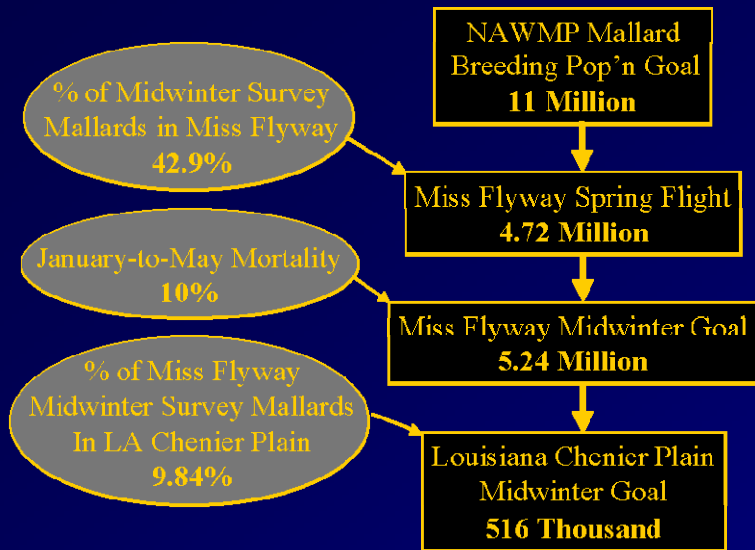 NAWMP Mallard
Breeding Pop'n Goal
11 Million
% of Midwinter Survey
Mallards in Miss Flyway
42.9%
Miss Flyway Spring Flight
4.72 Million
January-to-May Mortality
10%
Miss Flyway Midwinter Goal
5.24 Million
% of Miss Flyway
Midwinter Survey Mallards
In LA Chenier Plain
9.84%
Louisiana Chenier Plain
Midwinter Goal
516 Thousand